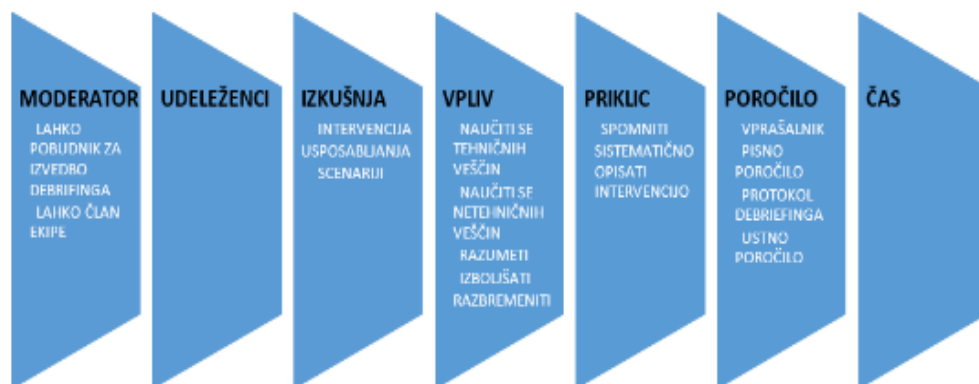 MODERATOR
LAHKO
POBUDNIK ZA
IZVEDBO
DEBRIFINGA
LAHKO ČLAN
EKIPE
UDELEŽENCI
IZKUŠNJA
INTERVENCIJA
USPOSABLJANJA
SCENARIJI
VPLIV
NAUČITI SE
TEHNIČNIH
VEŠČIN
NAUČITI SE
NETEHNIČNIH
VEŠČIN
RAZUMETI
IZBOLJŠATI
RAZBREMENITI
PRIKLIC
SPOMNITI
SISTEMATIČNO
OPISATI
INTERVENCIJO
POROČILO
VPRAŠALNIK
PISNO
POROČILO
PROTOKOL
DEBRIEFINGA
USTNO
POROČILO
ČAS